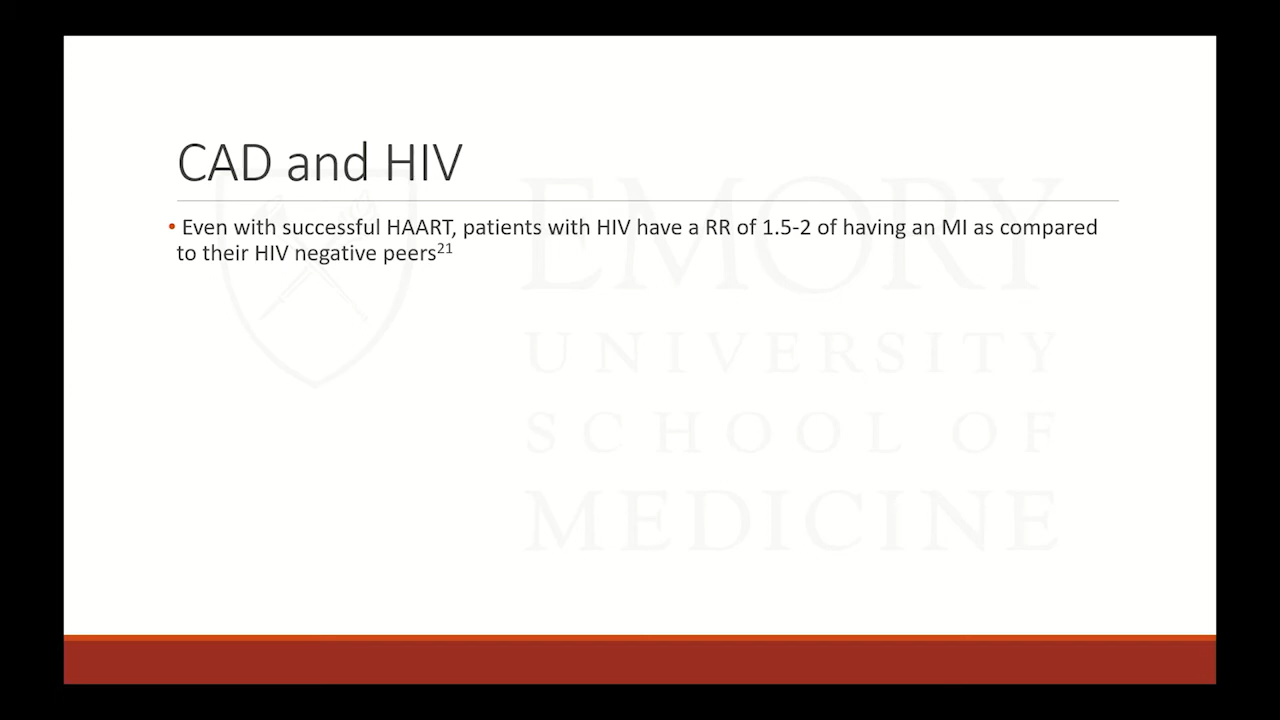 CAD and HIV
• Even with successful HAART, patients with HIV have a RR of 1.5-2 of having an MI as compared
to their HIV negative peers21
EMORY
UNIVERSITY
SCHOOL OF
MEDICINE